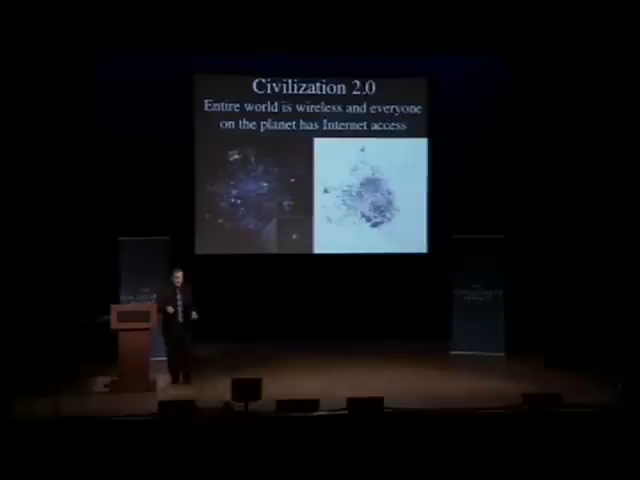 Civilization 2.0
Entire world is wireless and everyone
on the planet has Internet access